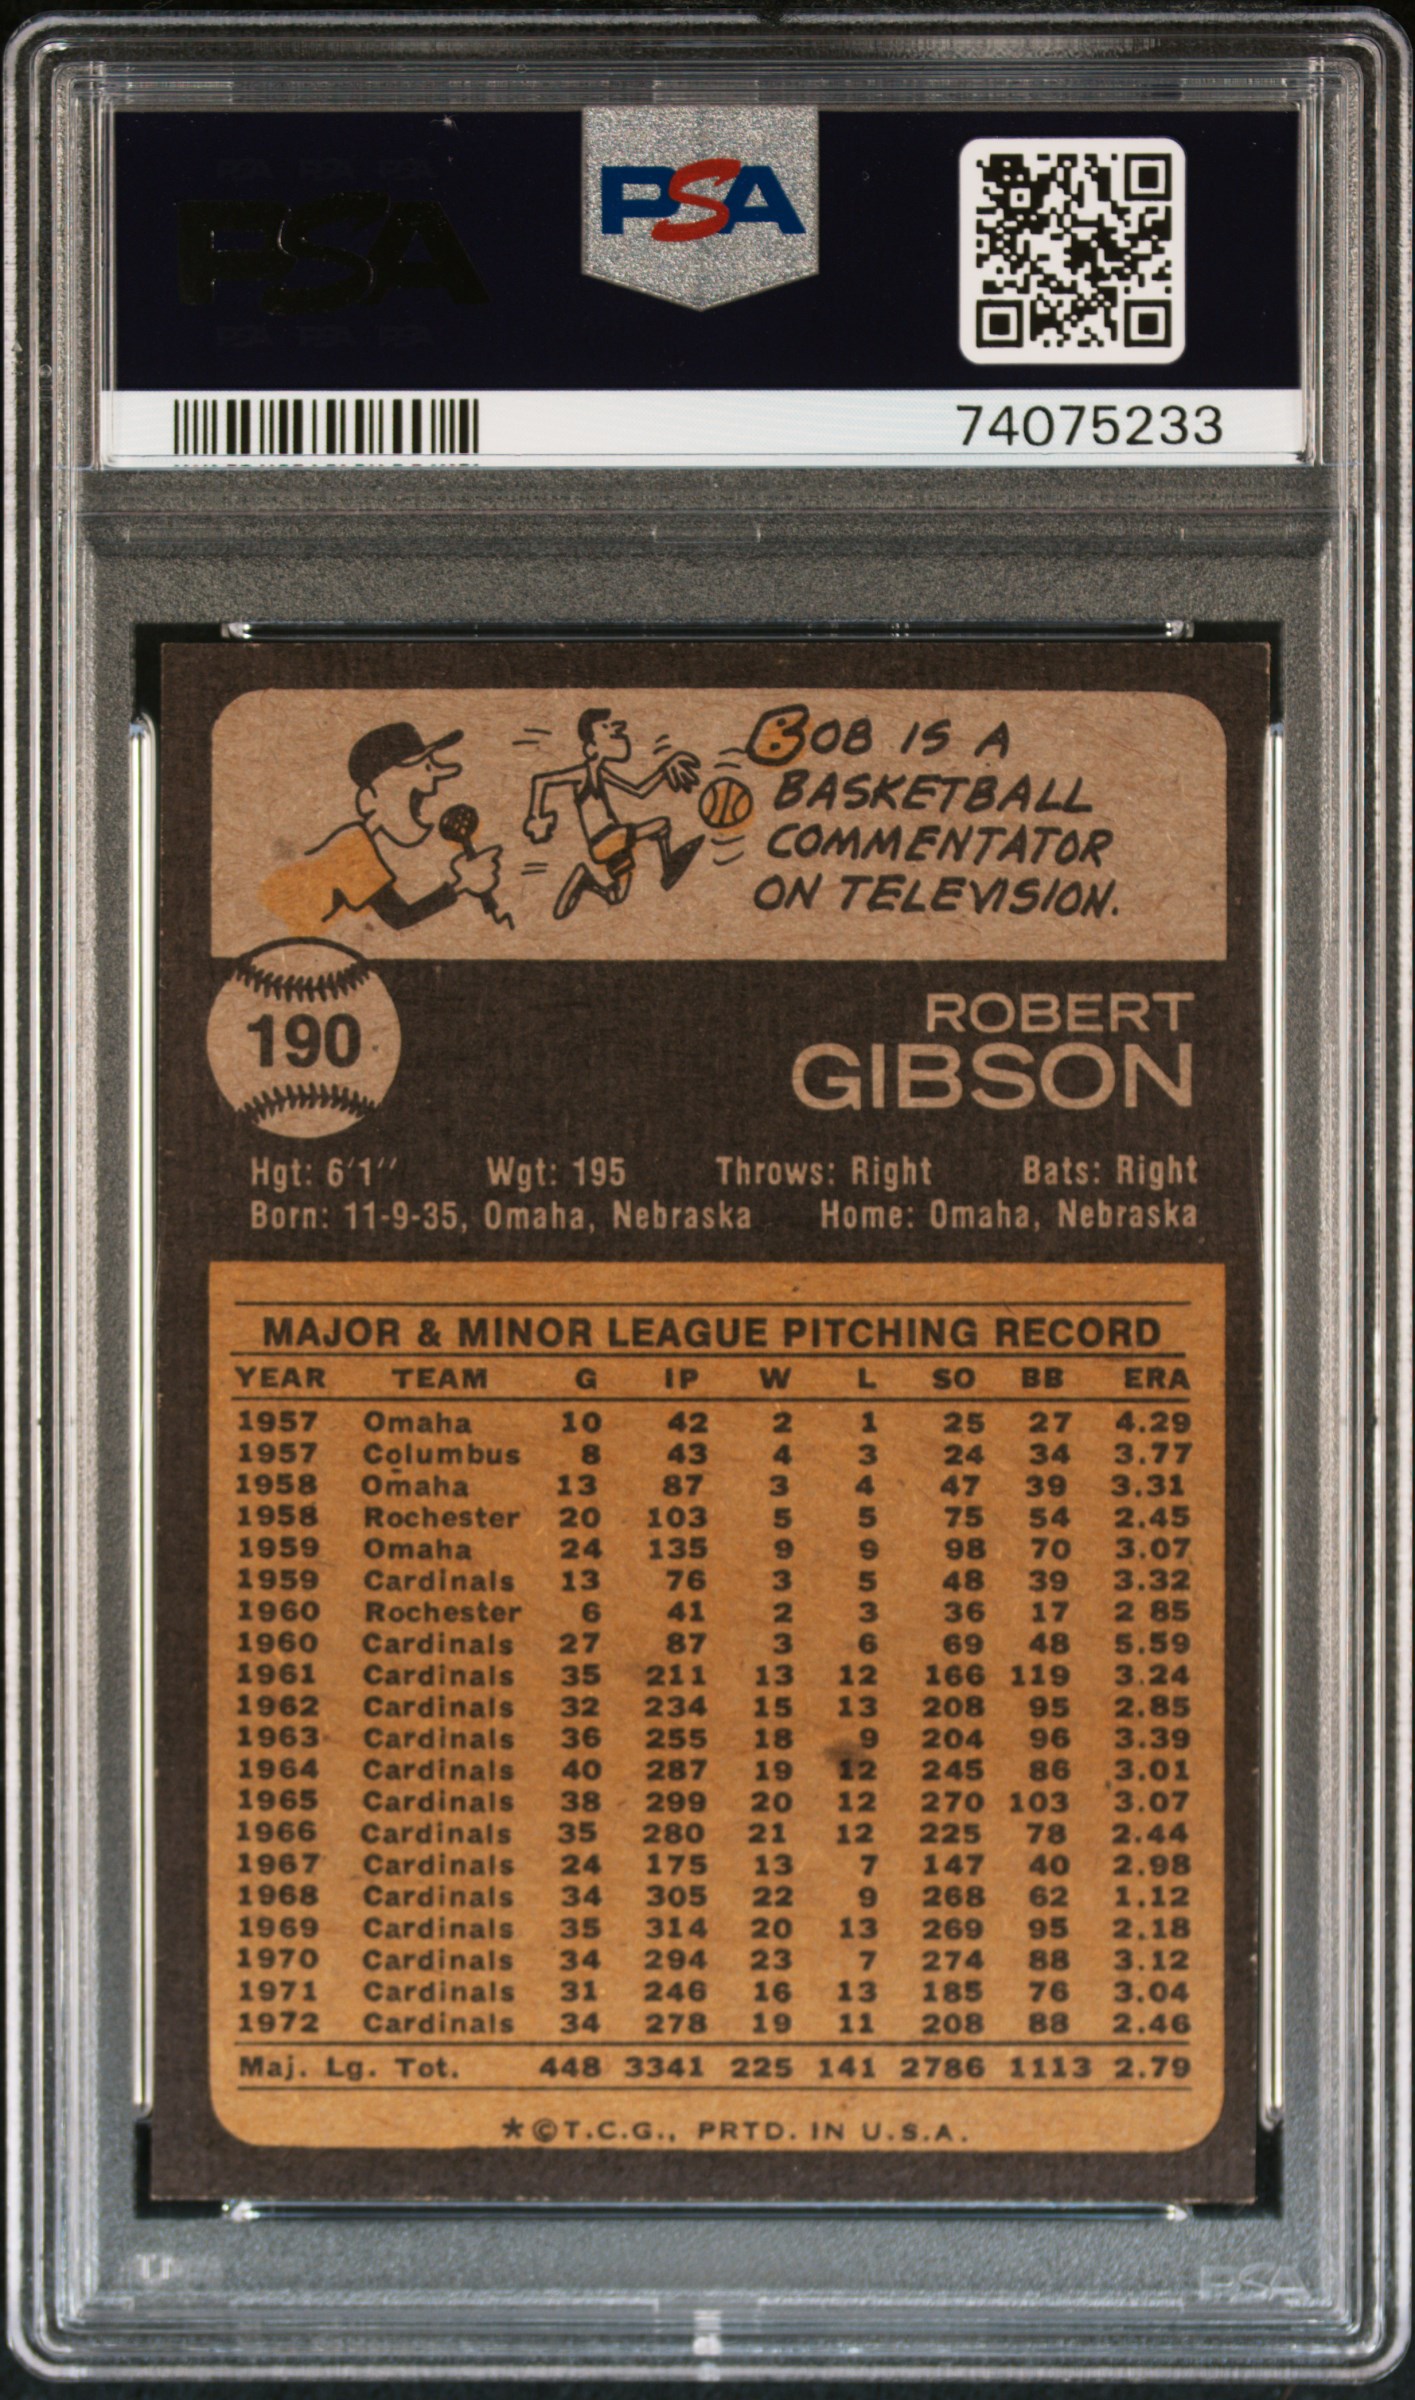 PSA PSA PSA
PSA
PSA PSA PSA
PSA
74075233
BOB IS A
BASKETBALL
COMMENTATOR
ON TELEVISION.
190
ROBERT
GIBSON
Hgt: 6'1'' Wgt: 195 Throws: Right Bats: Right
Born: 11-9-35, Omaha, Nebraska Home: Omaha, Nebraska
MAJOR & MINOR LEAGUE PITCHING RECORD
YEAR TEAM G IP W L SO BB ERA
1957 Omaha 10 42 2 1 25 27 4.29
1957 Columbus 8 43 4 3 24 34 3.77
1958 Omaha 13 87 3 4 47 39 3.31
1958 Rochester 20 103 5 5 75 54 2.45
1959 Omaha 24 135 9 9 98 70 3.07
1959 Cardinals 13 76 3 5 48 39 3.32
1960 Rochester 6 41 2 3 36 17 2 85
1960 Cardinals 27 87 3 6 69 48 5.59
1961 Cardinals 35 211 13 12 166 119 3.24
1962 Cardinals 32 234 15 13 208 95 2.85
1963 Cardinals 36 255 18 9 204 96 3.39
1964 Cardinals 40 287 19 12 245 86 3.01
1965 Cardinals 38 299 20 12 270 103 3.07
1966 Cardinals 35 280 21 12 225 78 2.44
1967 Cardinals 24 175 13 7 147 40 2.98
1968 Cardinals 34 305 22 9 268 62 1.12
1969 Cardinals 35 314 20 13 269 95 2.18
1970 Cardinals 34 294 23 7 274 88 3.12
1971 Cardinals 31 246 16 13 185 76 3.04
1972 Cardinals 34 278 19 11 208 88 2.46
Maj. Lg. Tot. 448 3341 225 141 2786 1113 2.79
*©T.C.G., PRTD. IN U.S.A.
PSA